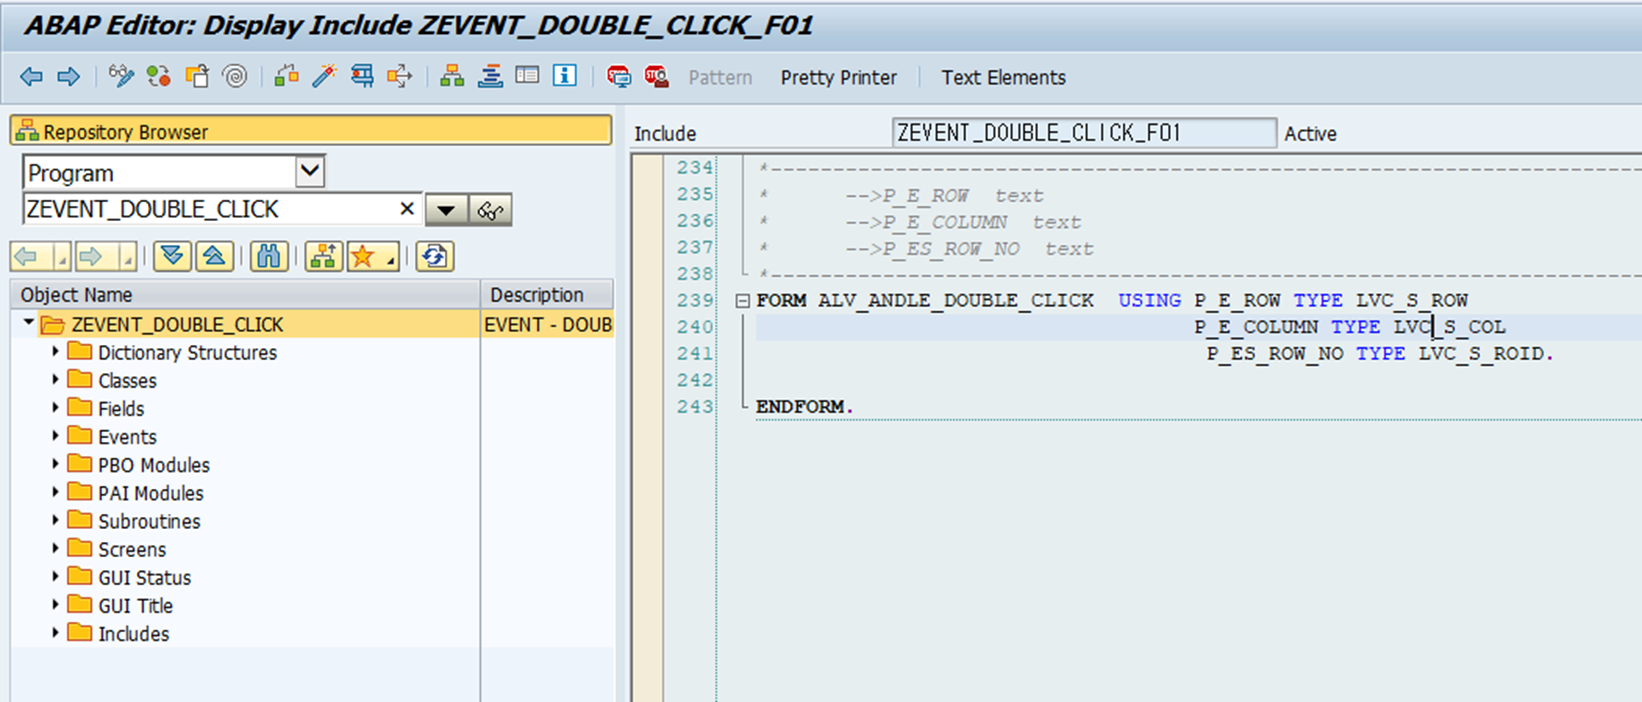 ABAP Editor: Display Include ZEVENT_DOUBLE_CLICK_F01
Pattern Pretty Printer Text Elements
Repository Browser
Program
ZEVENT_DOUBLE_CLICK
Object Name Description
ZEVENT_DOUBLE_CLICK EVENT - DOUB
Dictionary Structures
Classes
Fields
Events
PBO Modules
PAI Modules
Subroutines
Screens
GUI Status
GUI Title
Includes
Include ZEVENT_DOUBLE_CLICK_F01 Active
234 *----------------------------------------------------------------------
235 * -->P_E_ROW text
236 * -->P_E_COLUMN text
237 * -->P_ES_ROW_NO text
238 *----------------------------------------------------------------------
239 FORM ALV_ANDLE_DOUBLE_CLICK USING P_E_ROW TYPE LVC_S_ROW
240 P_E_COLUMN TYPE LVC_S_COL
241 P_ES_ROW_NO TYPE LVC_S_ROID.
242
243 ENDFORM.